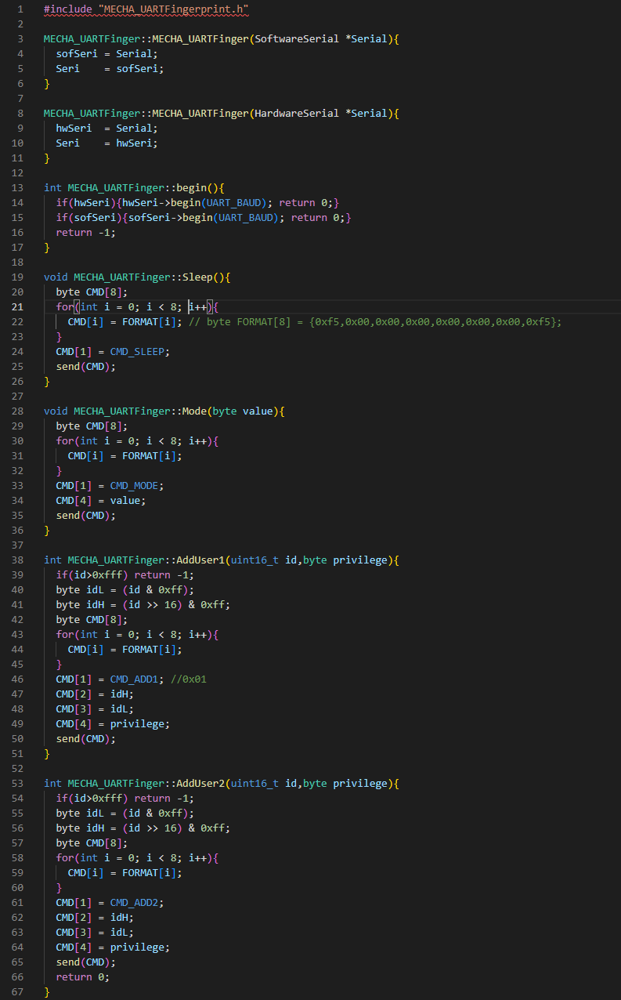 1 #include "MECHA_UARTFingerprint.h"
2
3 MECHA_UARTFinger::MECHA_UARTFinger(SoftwareSerial *Serial){
4   sofSeri = Serial;
5   Seri    = sofSeri;
6 }
7
8 MECHA_UARTFinger::MECHA_UARTFinger(HardwareSerial *Serial){
9   hwSeri  = Serial;
10   Seri    = hwSeri;
11 }
12
13 int MECHA_UARTFinger::begin(){
14   if(hwSeri){hwSeri->begin(UART_BAUD); return 0;}
15   if(sofSeri){sofSeri->begin(UART_BAUD); return 0;}
16   return -1;
17 }
18
19 void MECHA_UARTFinger::Sleep(){
20   byte CMD[8];
21   for(int i = 0; i < 8; i++){
22     CMD[i] = FORMAT[i]; // byte FORMAT[8] = {0xf5,0x00,0x00,0x00,0x00,0x00,0x00,0xf5};
23   }
24   CMD[1] = CMD_SLEEP;
25   send(CMD);
26 }
27
28 void MECHA_UARTFinger::Mode(byte value){
29   byte CMD[8];
30   for(int i = 0; i < 8; i++){
31     CMD[i] = FORMAT[i];
32   }
33   CMD[1] = CMD_MODE;
34   CMD[4] = value;
35   send(CMD);
36 }
37
38 int MECHA_UARTFinger::AddUser1(uint16_t id,byte privilege){
39   if(id>0xfff) return -1;
40   byte idL = (id & 0xff);
41   byte idH = (id >> 16) & 0xff;
42   byte CMD[8];
43   for(int i = 0; i < 8; i++){
44     CMD[i] = FORMAT[i];
45   }
46   CMD[1] = CMD_ADD1; //0x01
47   CMD[2] = idH;
48   CMD[3] = idL;
49   CMD[4] = privilege;
50   send(CMD);
51 }
52
53 int MECHA_UARTFinger::AddUser2(uint16_t id,byte privilege){
54   if(id>0xfff) return -1;
55   byte idL = (id & 0xff);
56   byte idH = (id >> 16) & 0xff;
57   byte CMD[8];
58   for(int i = 0; i < 8; i++){
59     CMD[i] = FORMAT[i];
60   }
61   CMD[1] = CMD_ADD2;
62   CMD[2] = idH;
63   CMD[3] = idL;
64   CMD[4] = privilege;
65   send(CMD);
66   return 0;
67 }